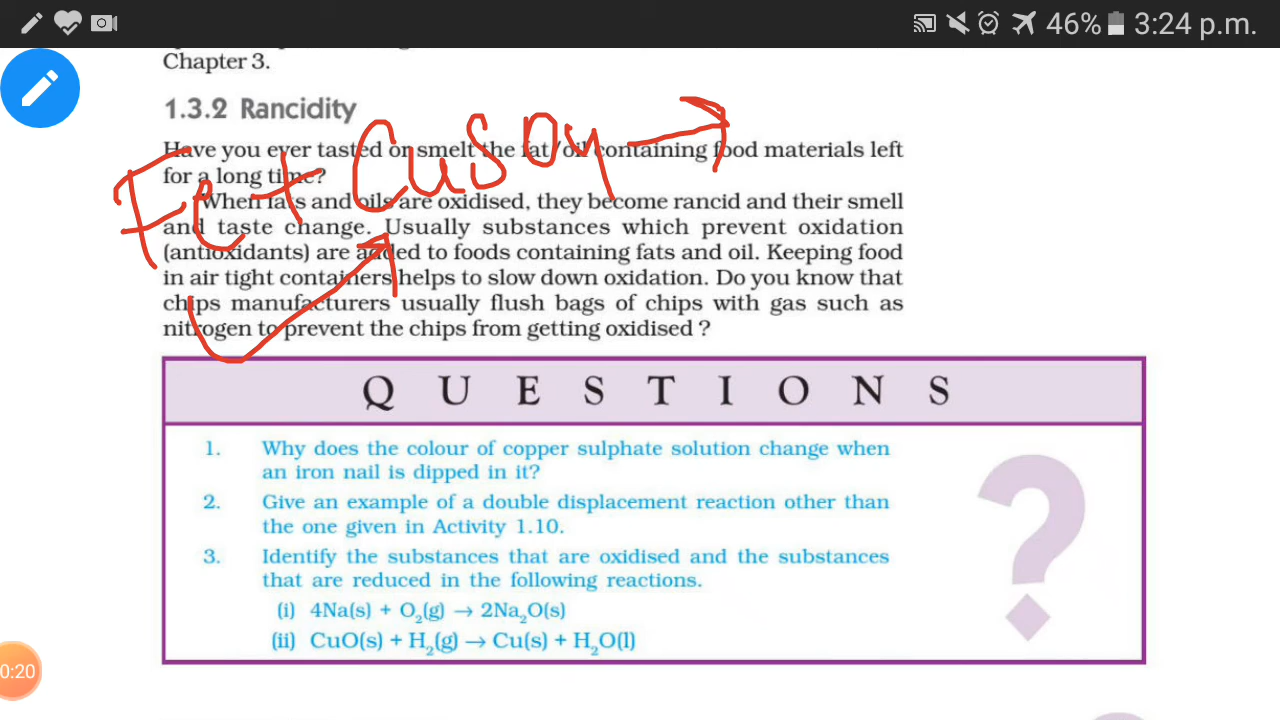 46% 3:24 p.m.
Chapter 3.
1.3.2 Rancidity
Have you ever tasted or smelt the fat/oil containing food materials left
for a long time?
Fe + CuSO4 →
When fats and oils are oxidised, they become rancid and their smell
and taste change. Usually substances which prevent oxidation
(antioxidants) are added to foods containing fats and oil. Keeping food
in air tight containers helps to slow down oxidation. Do you know that
chips manufacturers usually flush bags of chips with gas such as
nitrogen to prevent the chips from getting oxidised ?
Q U E S T I O N S
1. Why does the colour of copper sulphate solution change when
an iron nail is dipped in it?
2. Give an example of a double displacement reaction other than
the one given in Activity 1.10.
3. Identify the substances that are oxidised and the substances
that are reduced in the following reactions.
(i) 4Na(s) + O₂(g) → 2Na₂O(s)
(ii) CuO(s) + H₂(g) → Cu(s) + H₂O(l)
?
0:20